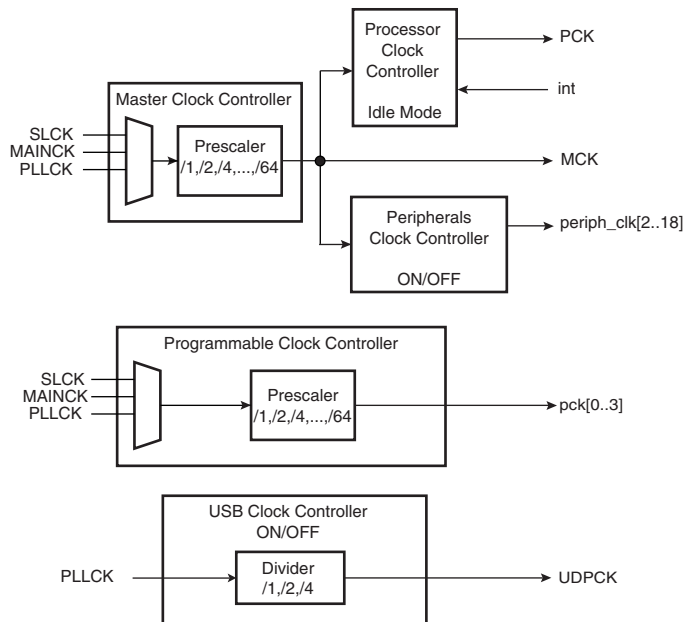 Processor
Clock
Controller
Idle Mode
PCK
int
Master Clock Controller
SLCK
MAINCK
PLLCK
Prescaler
/1,/2,/4,...,/64
MCK
Peripherals
Clock Controller
ON/OFF
periph_clk[2..18]
Programmable Clock Controller
SLCK
MAINCK
PLLCK
Prescaler
/1,/2,/4,...,/64
pck[0..3]
USB Clock Controller
ON/OFF
PLLCK
Divider
/1,/2,/4
UDPCK